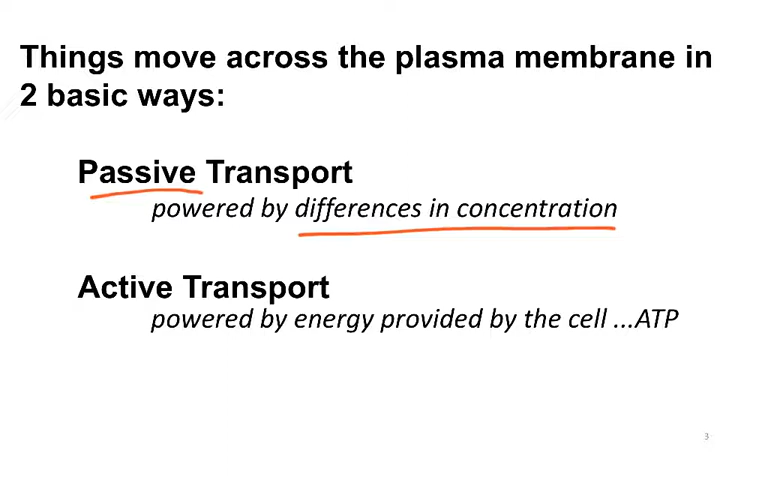 Things move across the plasma membrane in
2 basic ways:
Passive Transport
powered by differences in concentration
Active Transport
powered by energy provided by the cell ...ATP
3